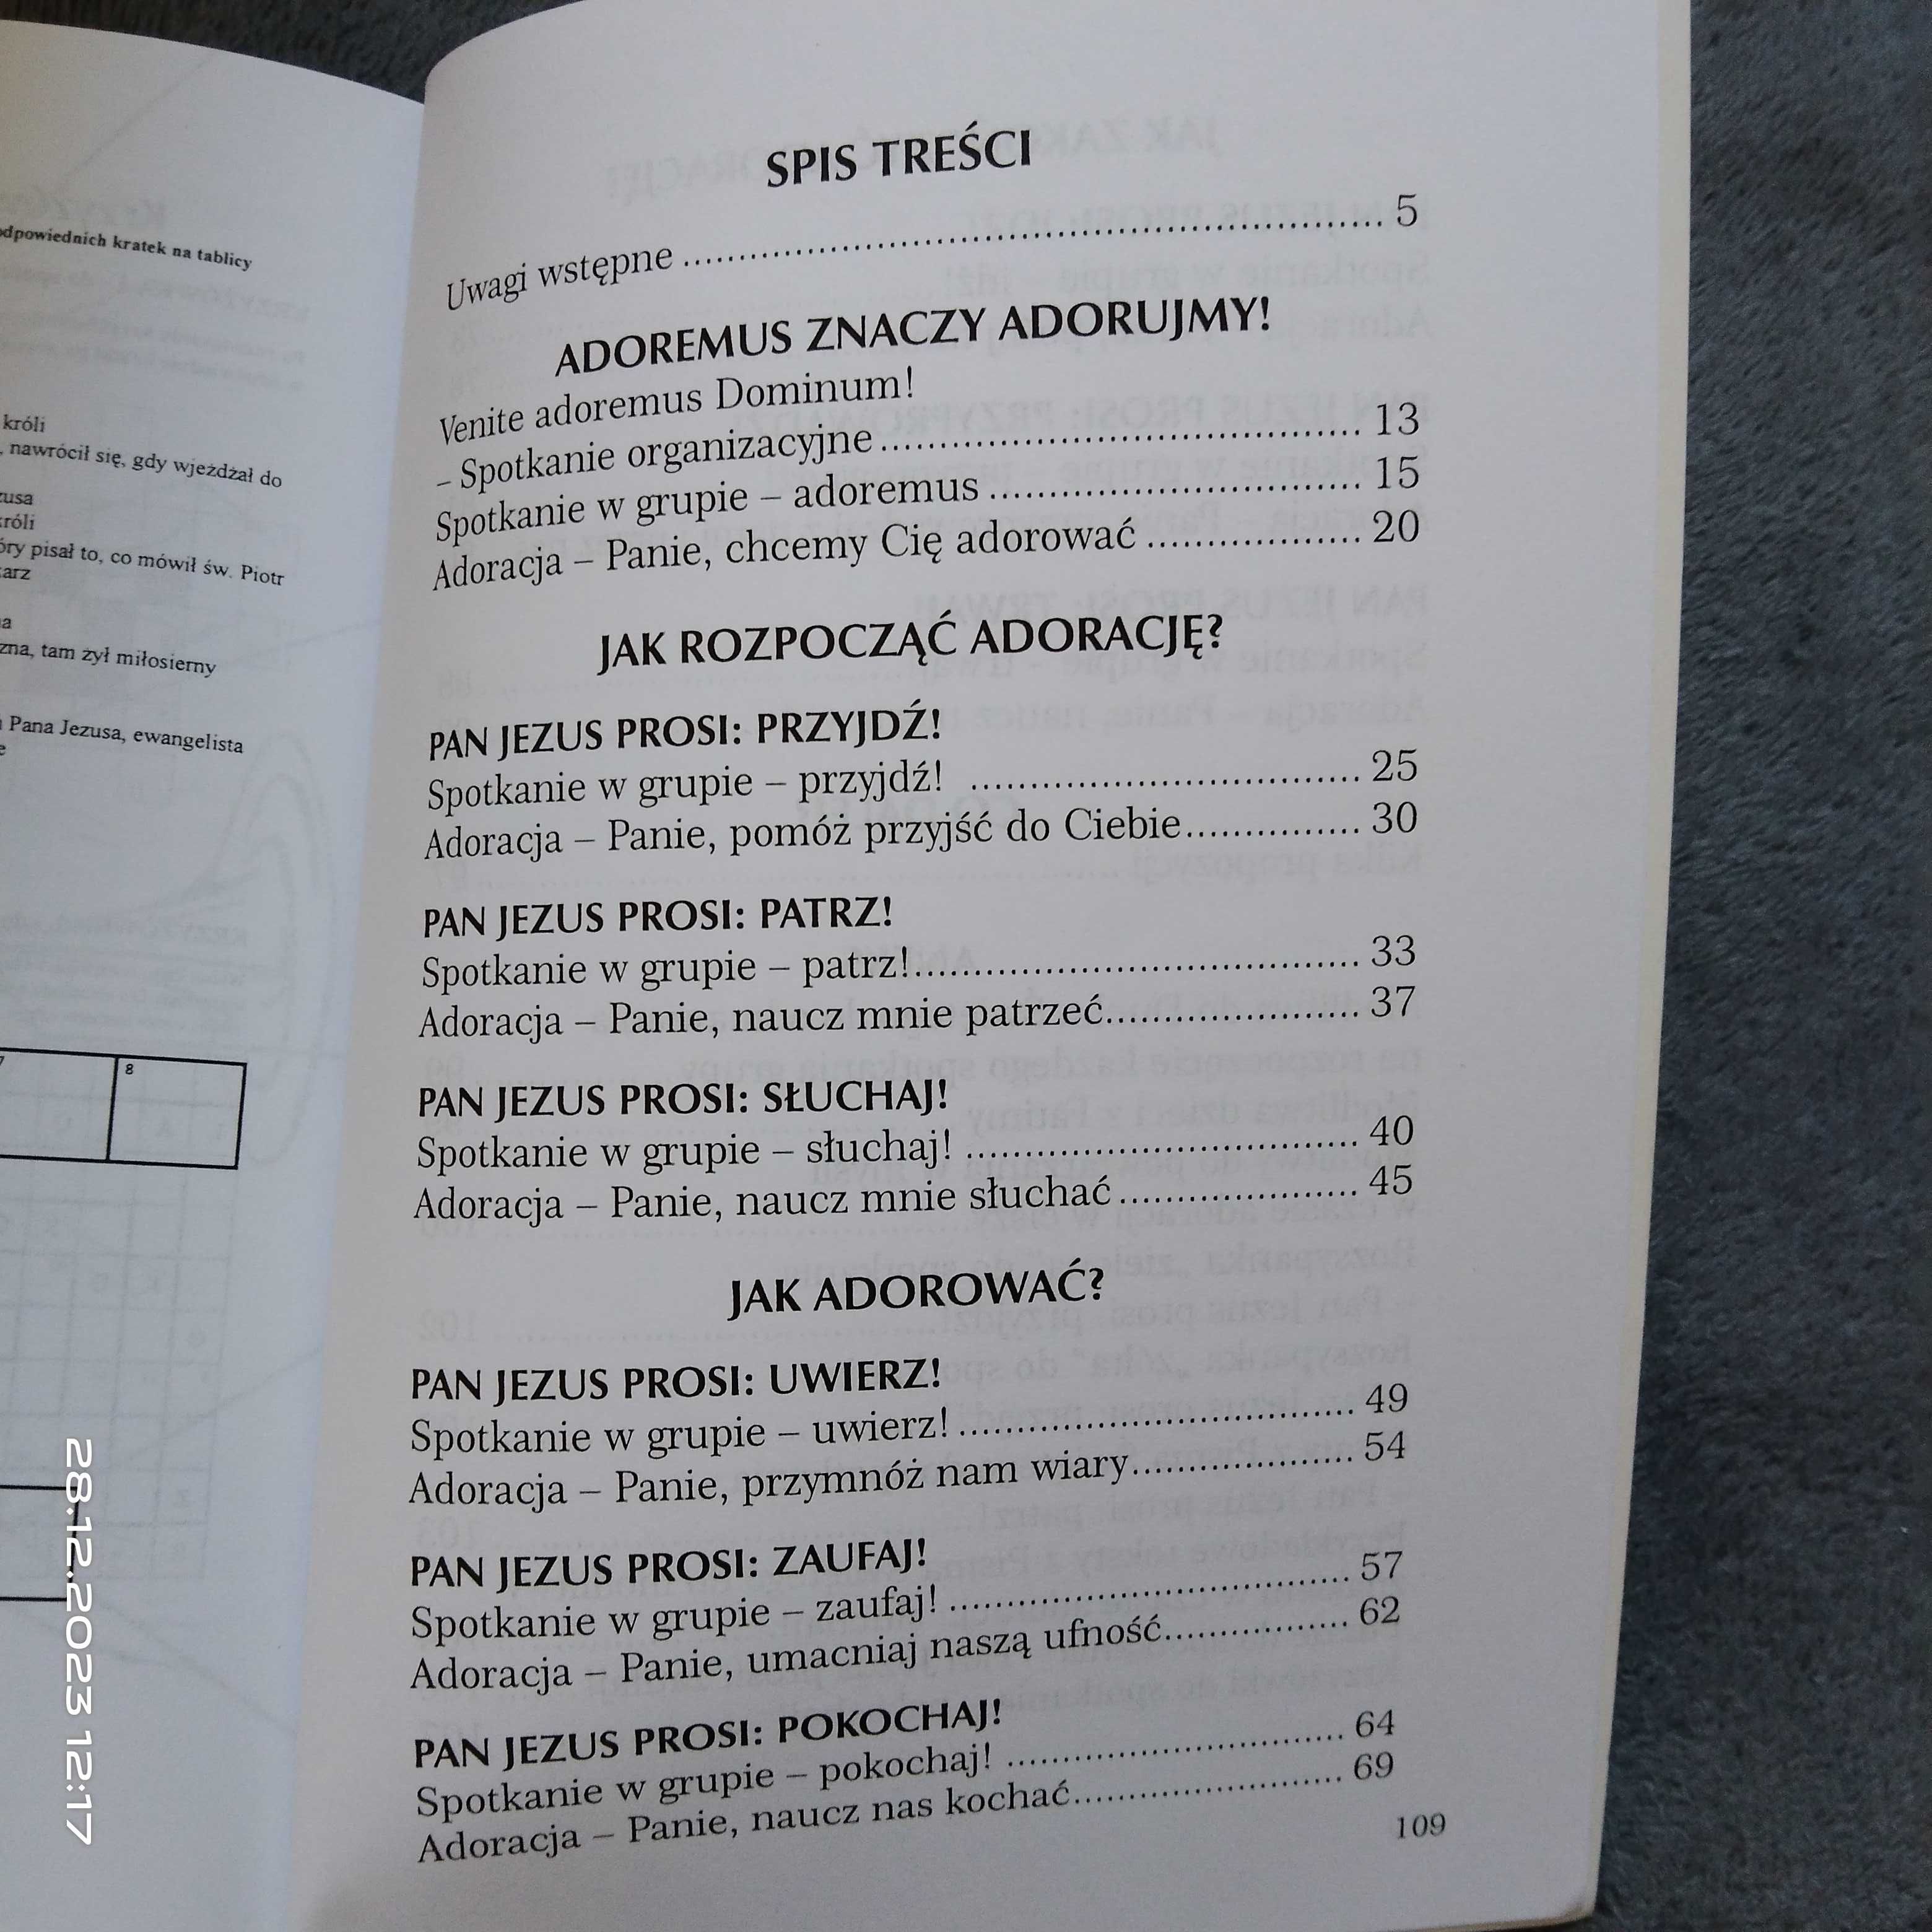 odpowiednich kratek na tablicy
króli
nawrócił się, gdy wjeżdżał do
króli
pisał to, co mówił św. Piotr
tam żył miłosierny
Pana Jezusa, ewangelista
8
SPIS TREŚCI
Uwagi wstępne ........................................ 5
ADOREMUS ZNACZY ADORUJMY!
Venite adoremus Dominum!
– Spotkanie organizacyjne ........................................ 13
Spotkanie w grupie – adoremus ........................................ 15
Adoracja – Panie, chcemy Cię adorować .................. 20
JAK ROZPOCZĄĆ ADORACJĘ?
PAN JEZUS PROSI: PRZYJDŹ!
Spotkanie w grupie – przyjdź! ........................................ 25
Adoracja – Panie, pomóż przyjść do Ciebie............... 30
PAN JEZUS PROSI: PATRZ!
Spotkanie w grupie – patrz!........................................ 33
Adoracja – Panie, naucz mnie patrzeć...................... 37
PAN JEZUS PROSI: SŁUCHAJ!
Spotkanie w grupie – słuchaj! ................................... 40
Adoracja – Panie, naucz mnie słuchać ..................... 45
JAK ADOROWAĆ?
PAN JEZUS PROSI: UWIERZ!
Spotkanie w grupie – uwierz! ................................... 49
Adoracja – Panie, przymnóż nam wiary.................... 54
PAN JEZUS PROSI: ZAUFAJ!
Spotkanie w grupie – zaufaj! .................................... 57
Adoracja – Panie, umacniaj naszą ufność................. 62
PAN JEZUS PROSI: POKOCHAJ!
Spotkanie w grupie – pokochaj! ............................... 64
Adoracja – Panie, naucz nas kochać......................... 69
109
28.12.2023 12:17